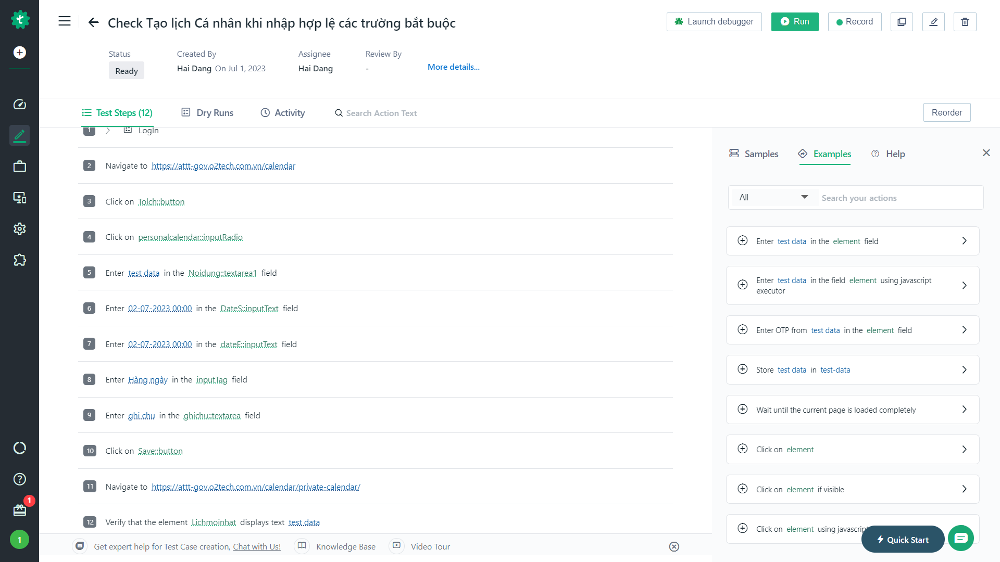 Check Tạo lịch Cá nhân khi nhập hợp lệ các trường bắt buộc
Launch debugger
Run
Record
Status
Ready
Created By
Hai Dang On Jul 1, 2023
Assignee
Hai Dang
Review By
-
More details...
Test Steps (12)
Dry Runs
Activity
Search Action Text
Reorder
1 LogIn
2 Navigate to https://attt-gov.o2tech.com.vn/calendar
3 Click on Tolch::button
4 Click on personalcalendar::inputRadio
5 Enter test data in the Noidung::textarea1 field
6 Enter 02-07-2023 00:00 in the DateS::inputText field
7 Enter 02-07-2023 00:00 in the dateE::inputText field
8 Enter Hàng ngày in the inputTag field
9 Enter ghi chu in the ghichu::textarea field
10 Click on Save::button
11 Navigate to https://attt-gov.o2tech.com.vn/calendar/private-calendar/
12 Verify that the element Lichmoinhat displays text test data
Samples
Examples
Help
All
Search your actions
Enter test data in the element field
Enter test data in the field element using javascript
executor
Enter OTP from test data in the element field
Store test data in test-data
Wait until the current page is loaded completely
Click on element
Click on element if visible
Click on element using javascript
Quick Start
Get expert help for Test Case creation, Chat with Us!
Knowledge Base
Video Tour
1
1